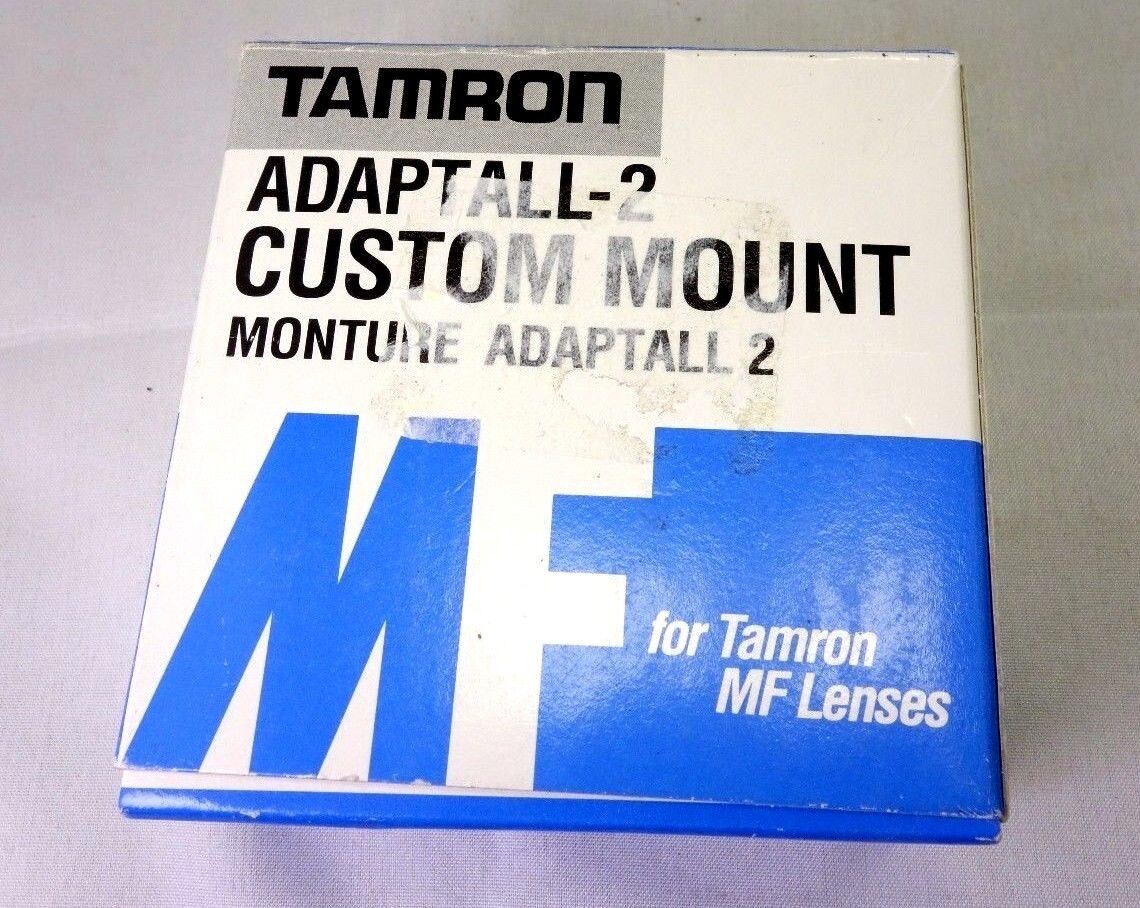 TAMRON
ADAPTALL-2
CUSTOM MOUNT
MONTURE ADAPTALL 2
MF
for Tamron
MF Lenses